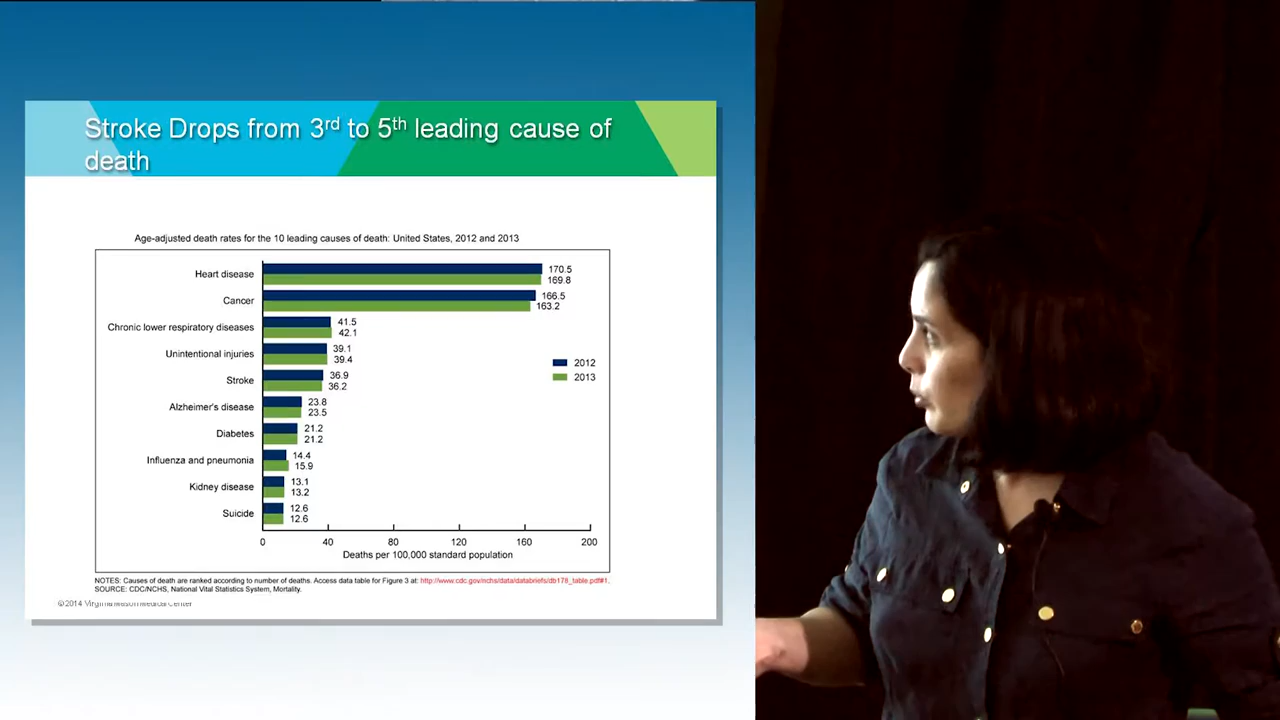 Stroke Drops from 3rd to 5th leading cause of
death
Age-adjusted death rates for the 10 leading causes of death: United States, 2012 and 2013
Heart disease 170.5
169.8
Cancer 166.5
163.2
Chronic lower respiratory diseases 41.5
42.1
Unintentional injuries 39.1
39.4
Stroke 36.9
36.2
Alzheimer's disease 23.8
23.5
Diabetes 21.2
21.2
Influenza and pneumonia 14.4
15.9
Kidney disease 13.1
13.2
Suicide 12.6
12.6
2012
2013
0 40 80 120 160 200
Deaths per 100,000 standard population
NOTES: Causes of death are ranked according to number of deaths. Access data table for Figure 3 at: http://www.cdc.gov/nchs/data/databriefs/db178_table.pdf#1.
SOURCE: CDC/NCHS, National Vital Statistics System, Mortality.
©2014 Virginia Mason Medical Center